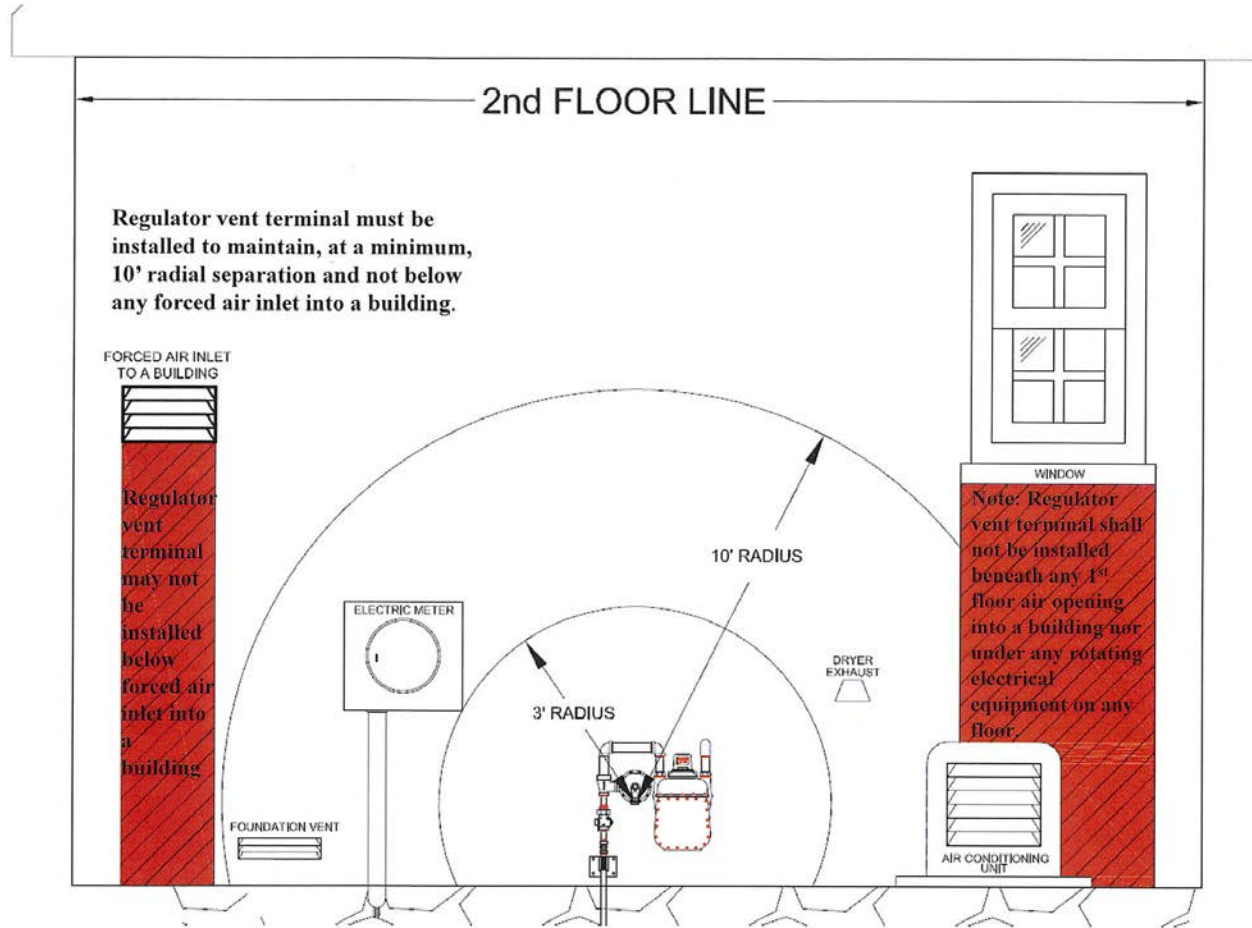 2nd FLOOR LINE
Regulator vent terminal must be
installed to maintain, at a minimum,
10’ radial separation and not below
any forced air inlet into a building.
FORCED AIR INLET
TO A BUILDING
Regulator
vent
terminal
may not
be
installed
below
forced air
inlet into
a
building
WINDOW
Note: Regulator
vent terminal shall
not be installed
beneath any 1st
floor air opening
into a building nor
under any rotating
electrical
equipment on any
floor.
10' RADIUS
ELECTRIC METER
3' RADIUS
DRYER
EXHAUST
FOUNDATION VENT
AIR CONDITIONING
UNIT